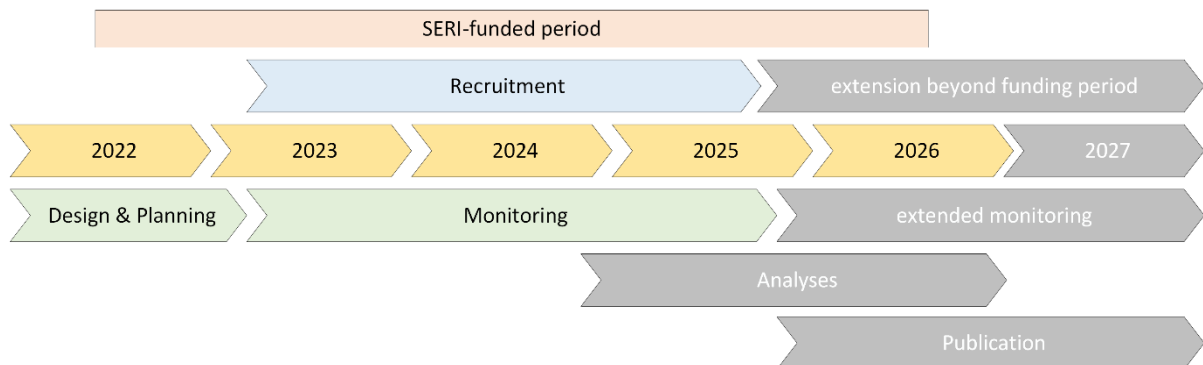 SERI-funded period
Recruitment
extension beyond funding period
2022
2023
2024
2025
2026
2027
Design & Planning
Monitoring
extended monitoring
Analyses
Publication